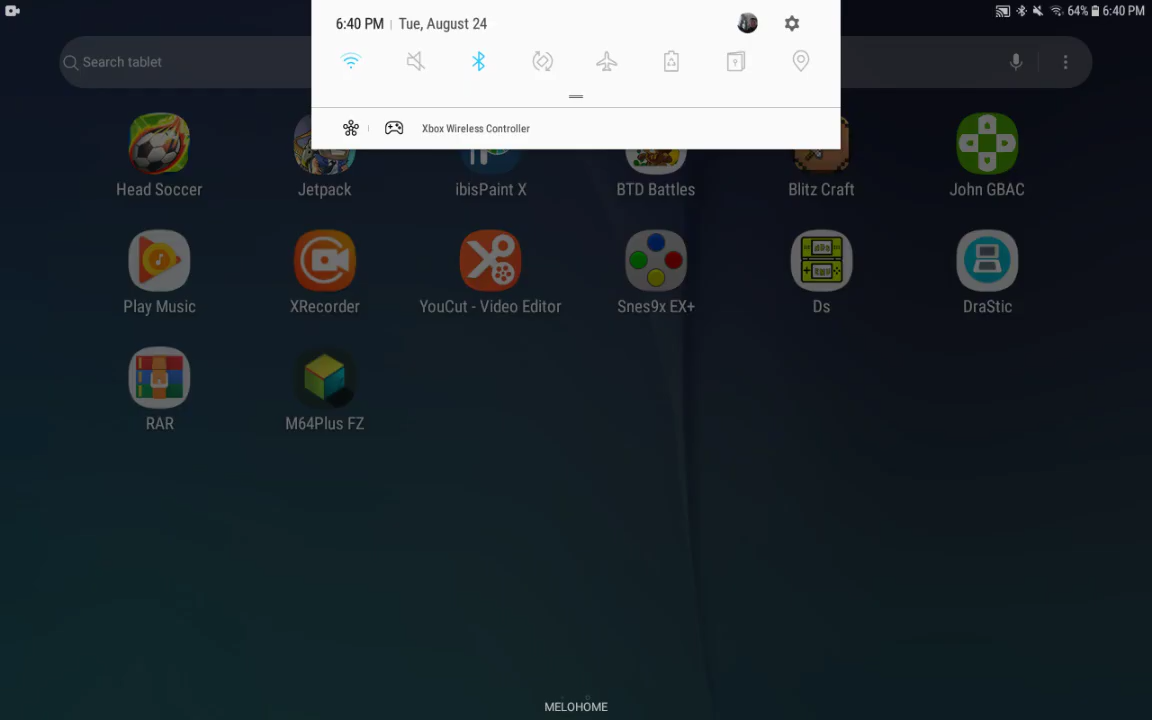 6:40 PM | Tue, August 24
64% 6:40 PM
Search tablet
Xbox Wireless Controller
Head Soccer
Jetpack
ibisPaint X
BTD Battles
Blitz Craft
John GBAC
Play Music
XRecorder
YouCut - Video Editor
Snes9x EX+
Ds
DraStic
RAR
M64Plus FZ
MELOHOME